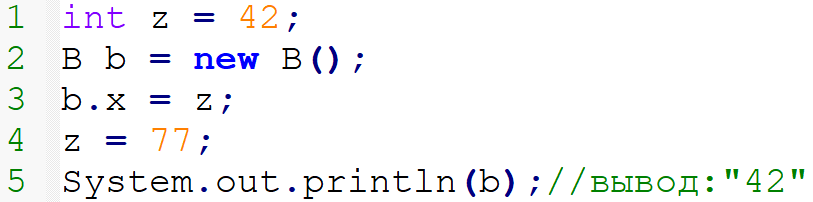 1 int z = 42;
2 B b = new B();
3 b.x = z;
4 z = 77;
5 System.out.println(b);//вывод:"42"